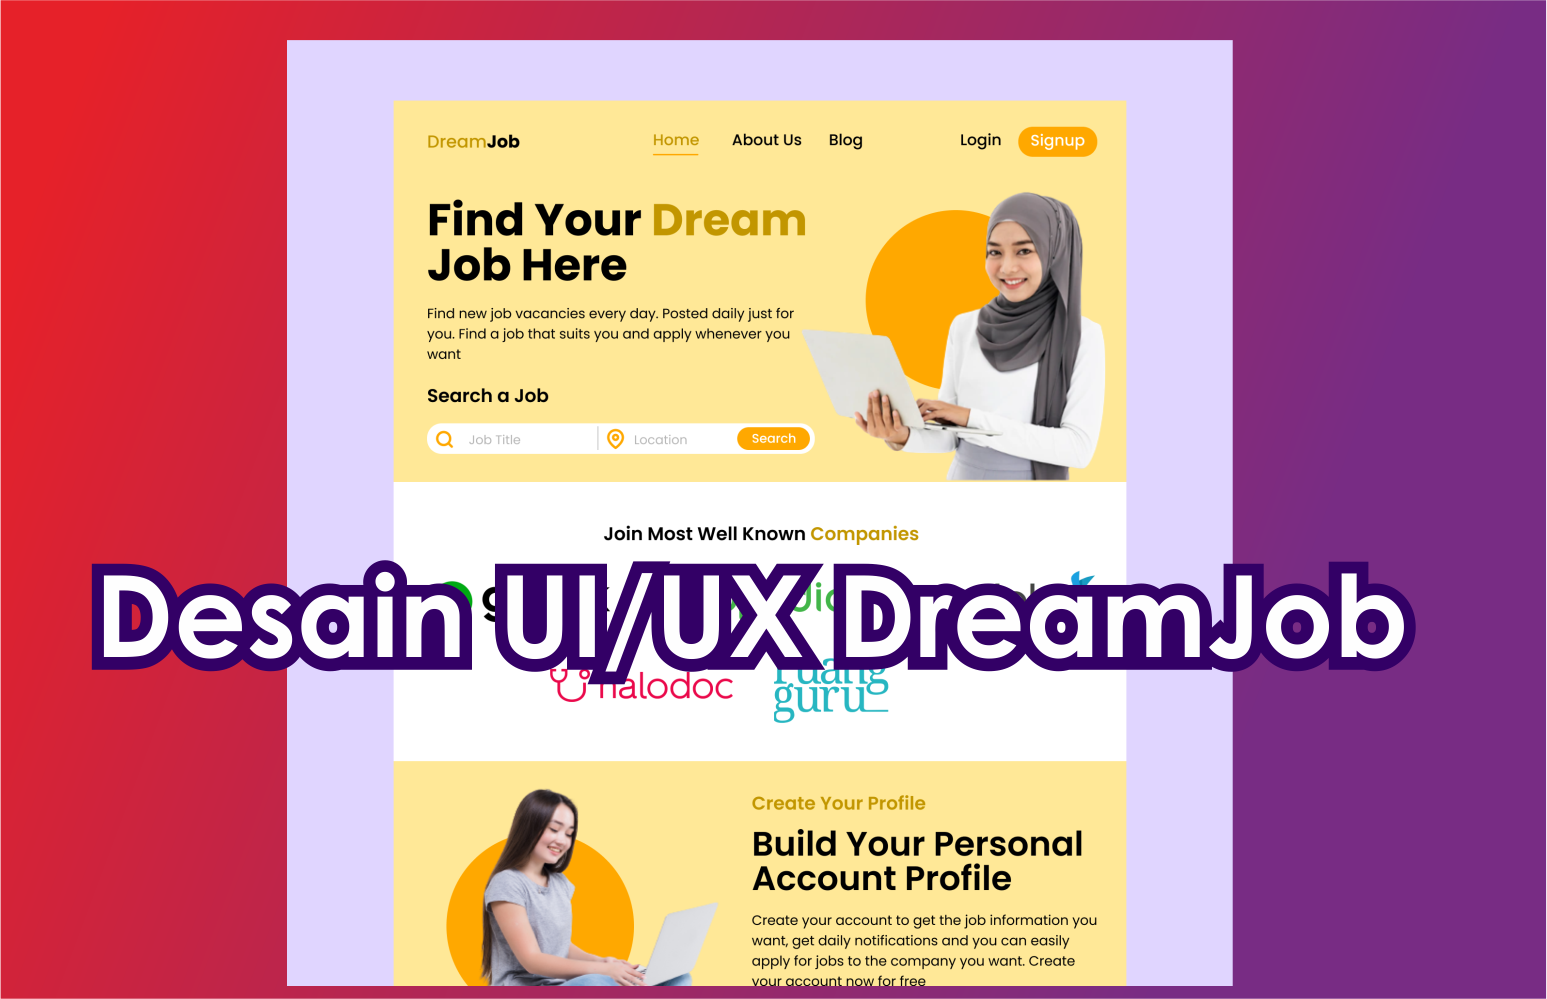 DreamJob
Home
About Us
Blog
Login
Signup
Find Your Dream
Job Here
Find new job vacancies every day. Posted daily just for
you. Find a job that suits you and apply whenever you
want
Search a Job
Job Title
Location
Search
Join Most Well Known Companies
Desain UI/UX DreamJob
halodoc
ruang
guru
Create Your Profile
Build Your Personal
Account Profile
Create your account to get the job information you
want, get daily notifications and you can easily
apply for jobs to the company you want. Create
your account now for free